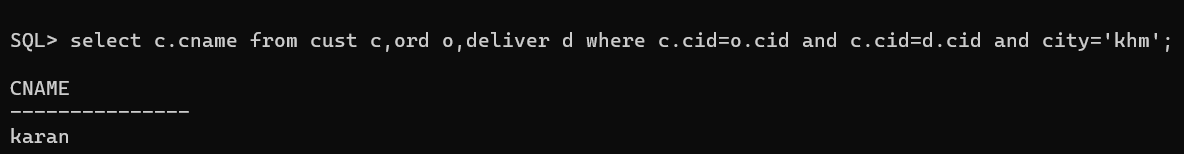 SQL> select c.cname from cust c,ord o,deliver d where c.cid=o.cid and c.cid=d.cid and city='khm';
CNAME
---------------
karan